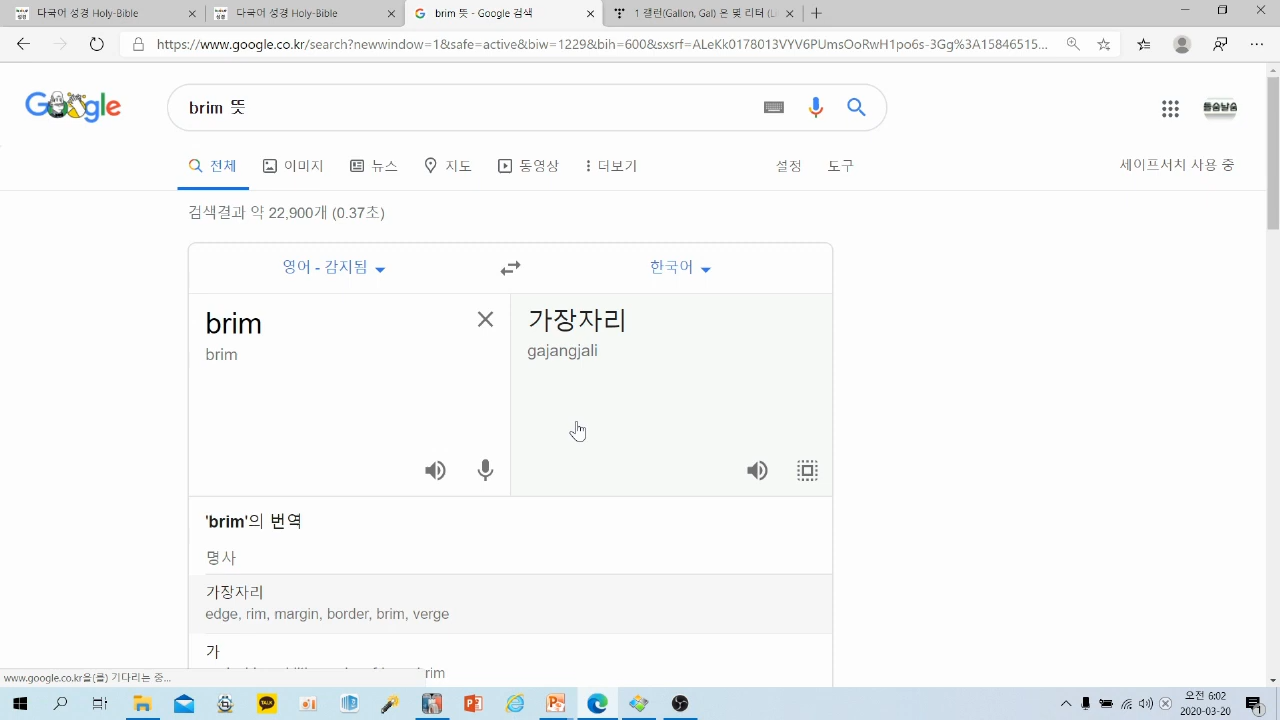 다국어 성경 Holy-Bible
다국어 성경 Holy-Bible
brim 뜻 - Google 검색
1 갤런(Gallon, Gal) 은 몇 리터 (Li
https://www.google.co.kr/search?newwindow=1&safe=active&biw=1229&bih=600&sxsrf=ALeKk0178013VYV6PUmsOoRwH1po6s-3Gg%3A15846515...
Google
brim 뜻
돌솜날솜
전체 이미지 뉴스 지도 동영상 더보기 설정 도구
세이프서치 사용 중
검색결과 약 22,900개 (0.37초)
영어 - 감지됨 한국어
brim 가장자리
brim gajangjali
'brim'의 번역
명사
가장자리
edge, rim, margin, border, brim, verge
가
www.google.co.kr을(를) 기다리는 중...
TALK
오전 6:02
2020-03-20